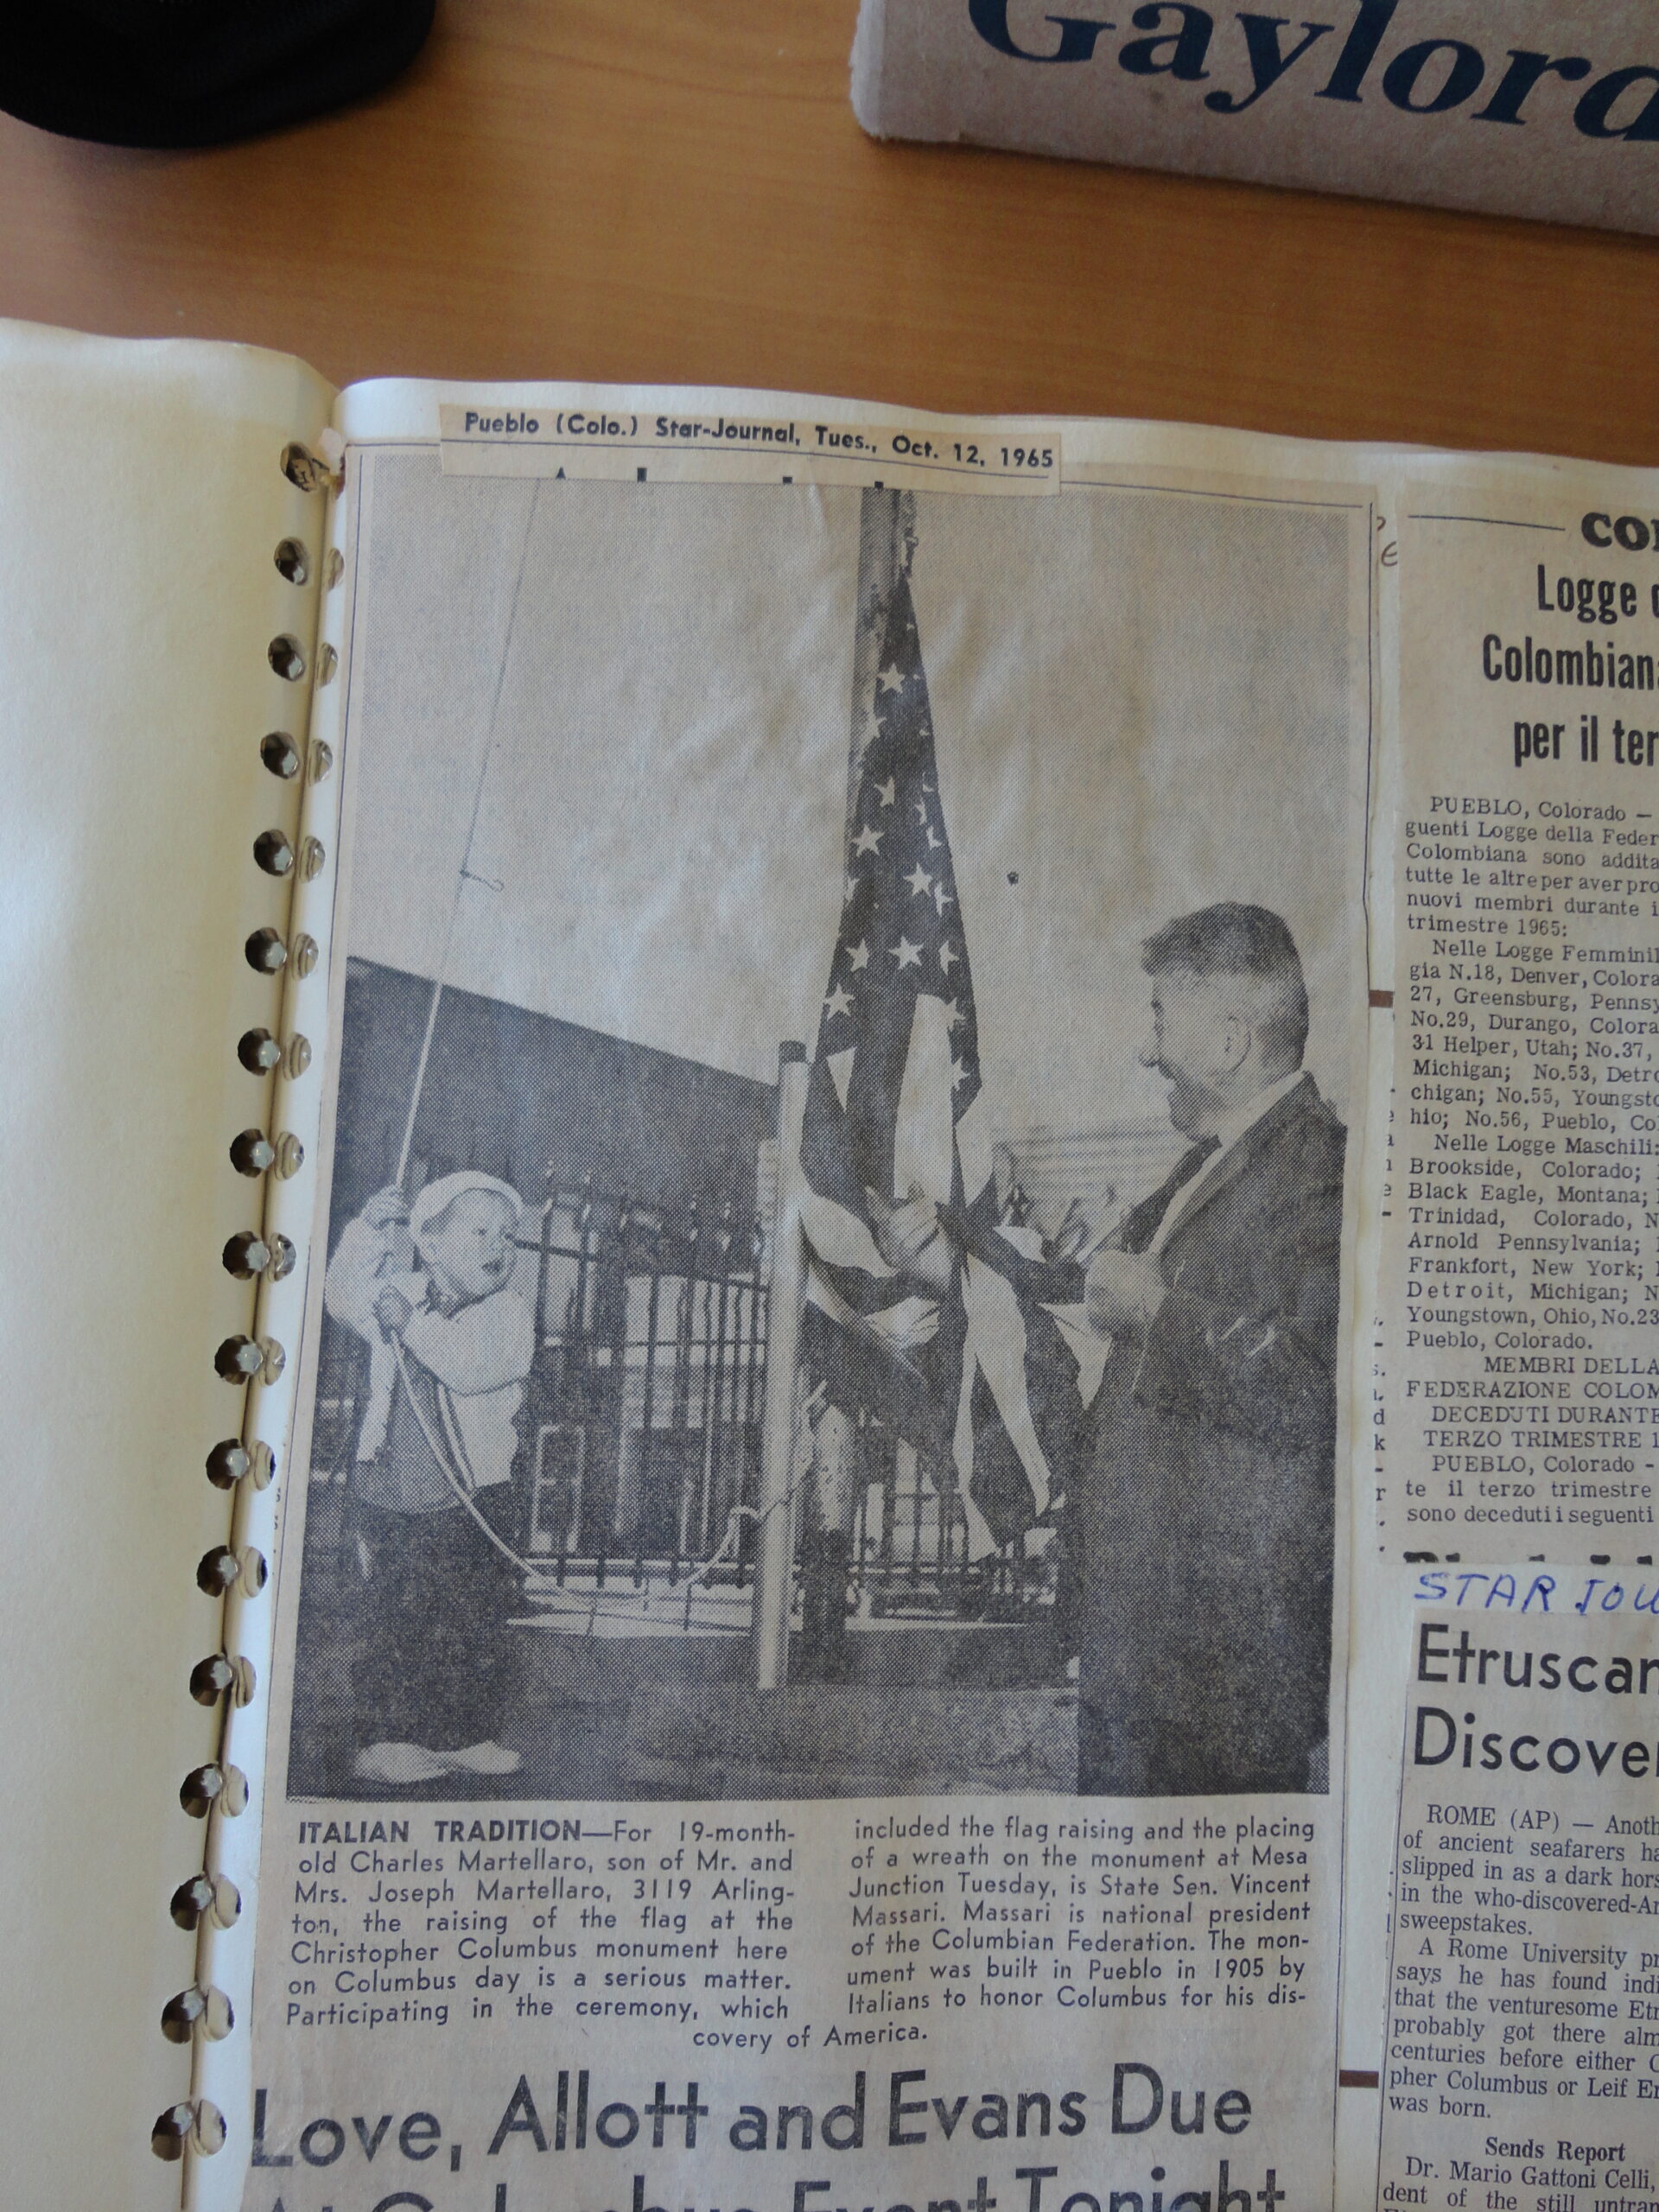 Gaylord
Pueblo (Colo.) Star-Journal, Tues., Oct. 12, 1965
ITALIAN TRADITION—For 19-month-
old Charles Martellaro, son of Mr. and
Mrs. Joseph Martellaro, 3119 Arling-
ton, the raising of the flag at the
Christopher Columbus monument here
on Columbus day is a serious matter.
Participating in the ceremony, which
included the flag raising and the placing
of a wreath on the monument at Mesa
Junction Tuesday, is State Sen. Vincent
Massari. Massari is national president
of the Columbian Federation. The mon-
ument was built in Pueblo in 1905 by
Italians to honor Columbus for his dis-
covery of America.
Love, Allott and Evans Due
At Columbus Event Tonight
Logge
Colombiana
per il ter
PUEBLO, Colorado —
guenti Logge della Feder
Colombiana sono addita
tutte le altre per aver pro
nuovi membri durante i
trimestre 1965:
Nelle Logge Femminil
gia N.18, Denver, Colora
27, Greensburg, Pennsy
No.29, Durango, Colora
31 Helper, Utah; No.37,
Michigan; No.53, Detro
chigan; No.55, Youngsto
hio; No.56, Pueblo, Co
Nelle Logge Maschili:
Brookside, Colorado;
Black Eagle, Montana;
Trinidad, Colorado, N
Arnold Pennsylvania;
Frankfort, New York;
Detroit, Michigan; N
Youngstown, Ohio, No.23
Pueblo, Colorado.
MEMBRI DELLA
FEDERAZIONE COLOM
DECEDUTI DURANTE
TERZO TRIMESTRE 1
PUEBLO, Colorado -
te il terzo trimestre
sono deceduti i seguenti
STAR JOU
Etruscan
Discove
ROME (AP) — Anoth
of ancient seafarers ha
slipped in as a dark hors
in the who-discovered-Am
sweepstakes.
A Rome University pr
says he has found indi
that the venturesome Etr
probably got there alm
centuries before either C
pher Columbus or Leif Er
was born.
Sends Report
Dr. Mario Gattoni Celli,
dent of the still untran